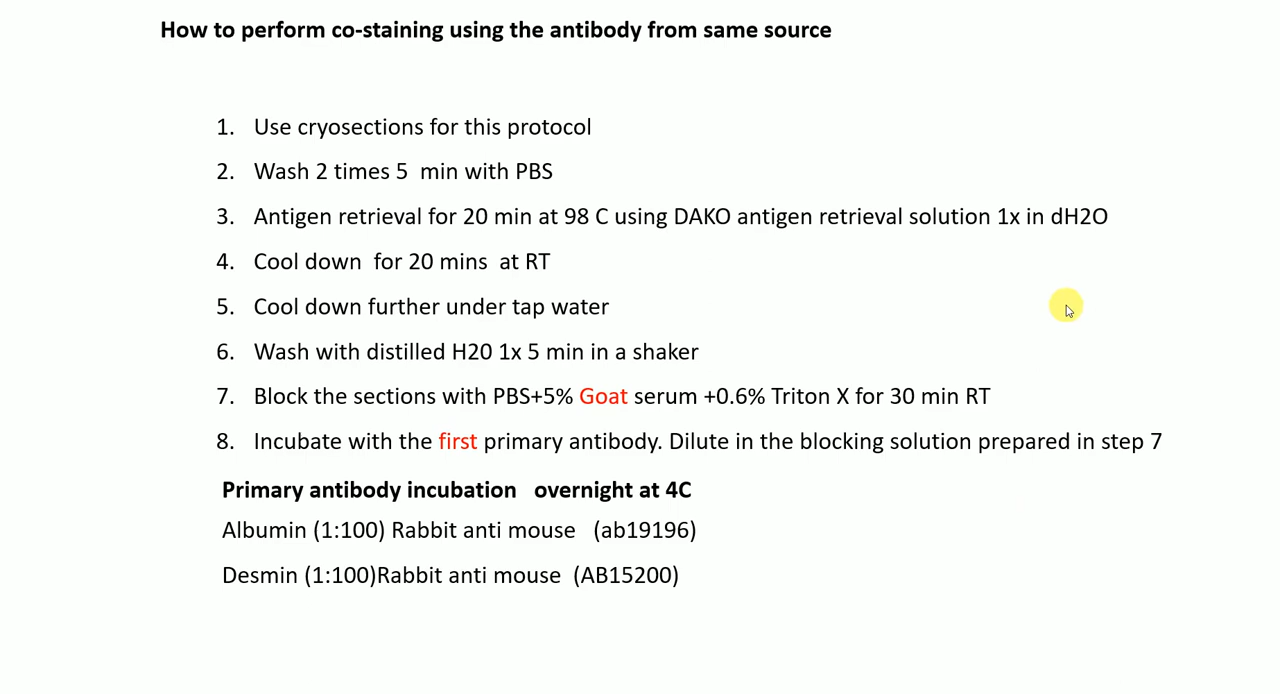 How to perform co-staining using the antibody from same source
1. Use cryosections for this protocol
2. Wash 2 times 5  min with PBS
3. Antigen retrieval for 20 min at 98 C using DAKO antigen retrieval solution 1x in dH2O
4. Cool down  for 20 mins  at RT
5. Cool down further under tap water
6. Wash with distilled H20 1x 5 min in a shaker
7. Block the sections with PBS+5% Goat serum +0.6% Triton X for 30 min RT
8. Incubate with the first primary antibody. Dilute in the blocking solution prepared in step 7
Primary antibody incubation   overnight at 4C
Albumin (1:100) Rabbit anti mouse   (ab19196)
Desmin (1:100)Rabbit anti mouse  (AB15200)